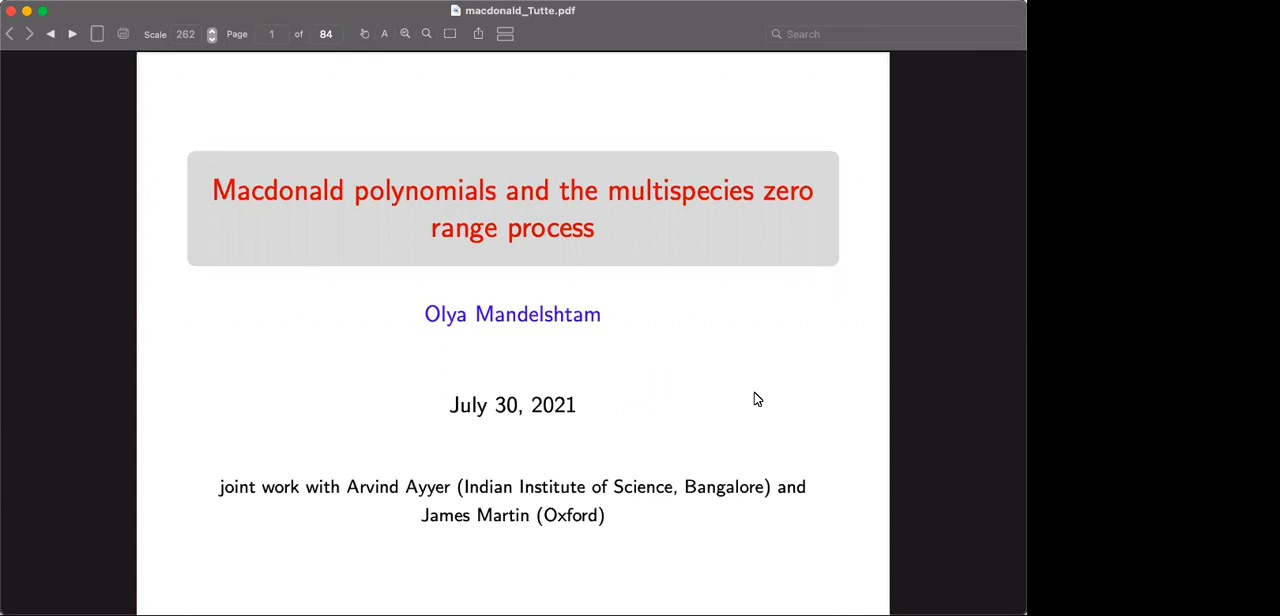 macdonald_Tutte.pdf
Scale 262 Page 1 of 84 A Search
Macdonald polynomials and the multispecies zero
range process
Olya Mandelshtam
July 30, 2021
joint work with Arvind Ayyer (Indian Institute of Science, Bangalore) and
James Martin (Oxford)